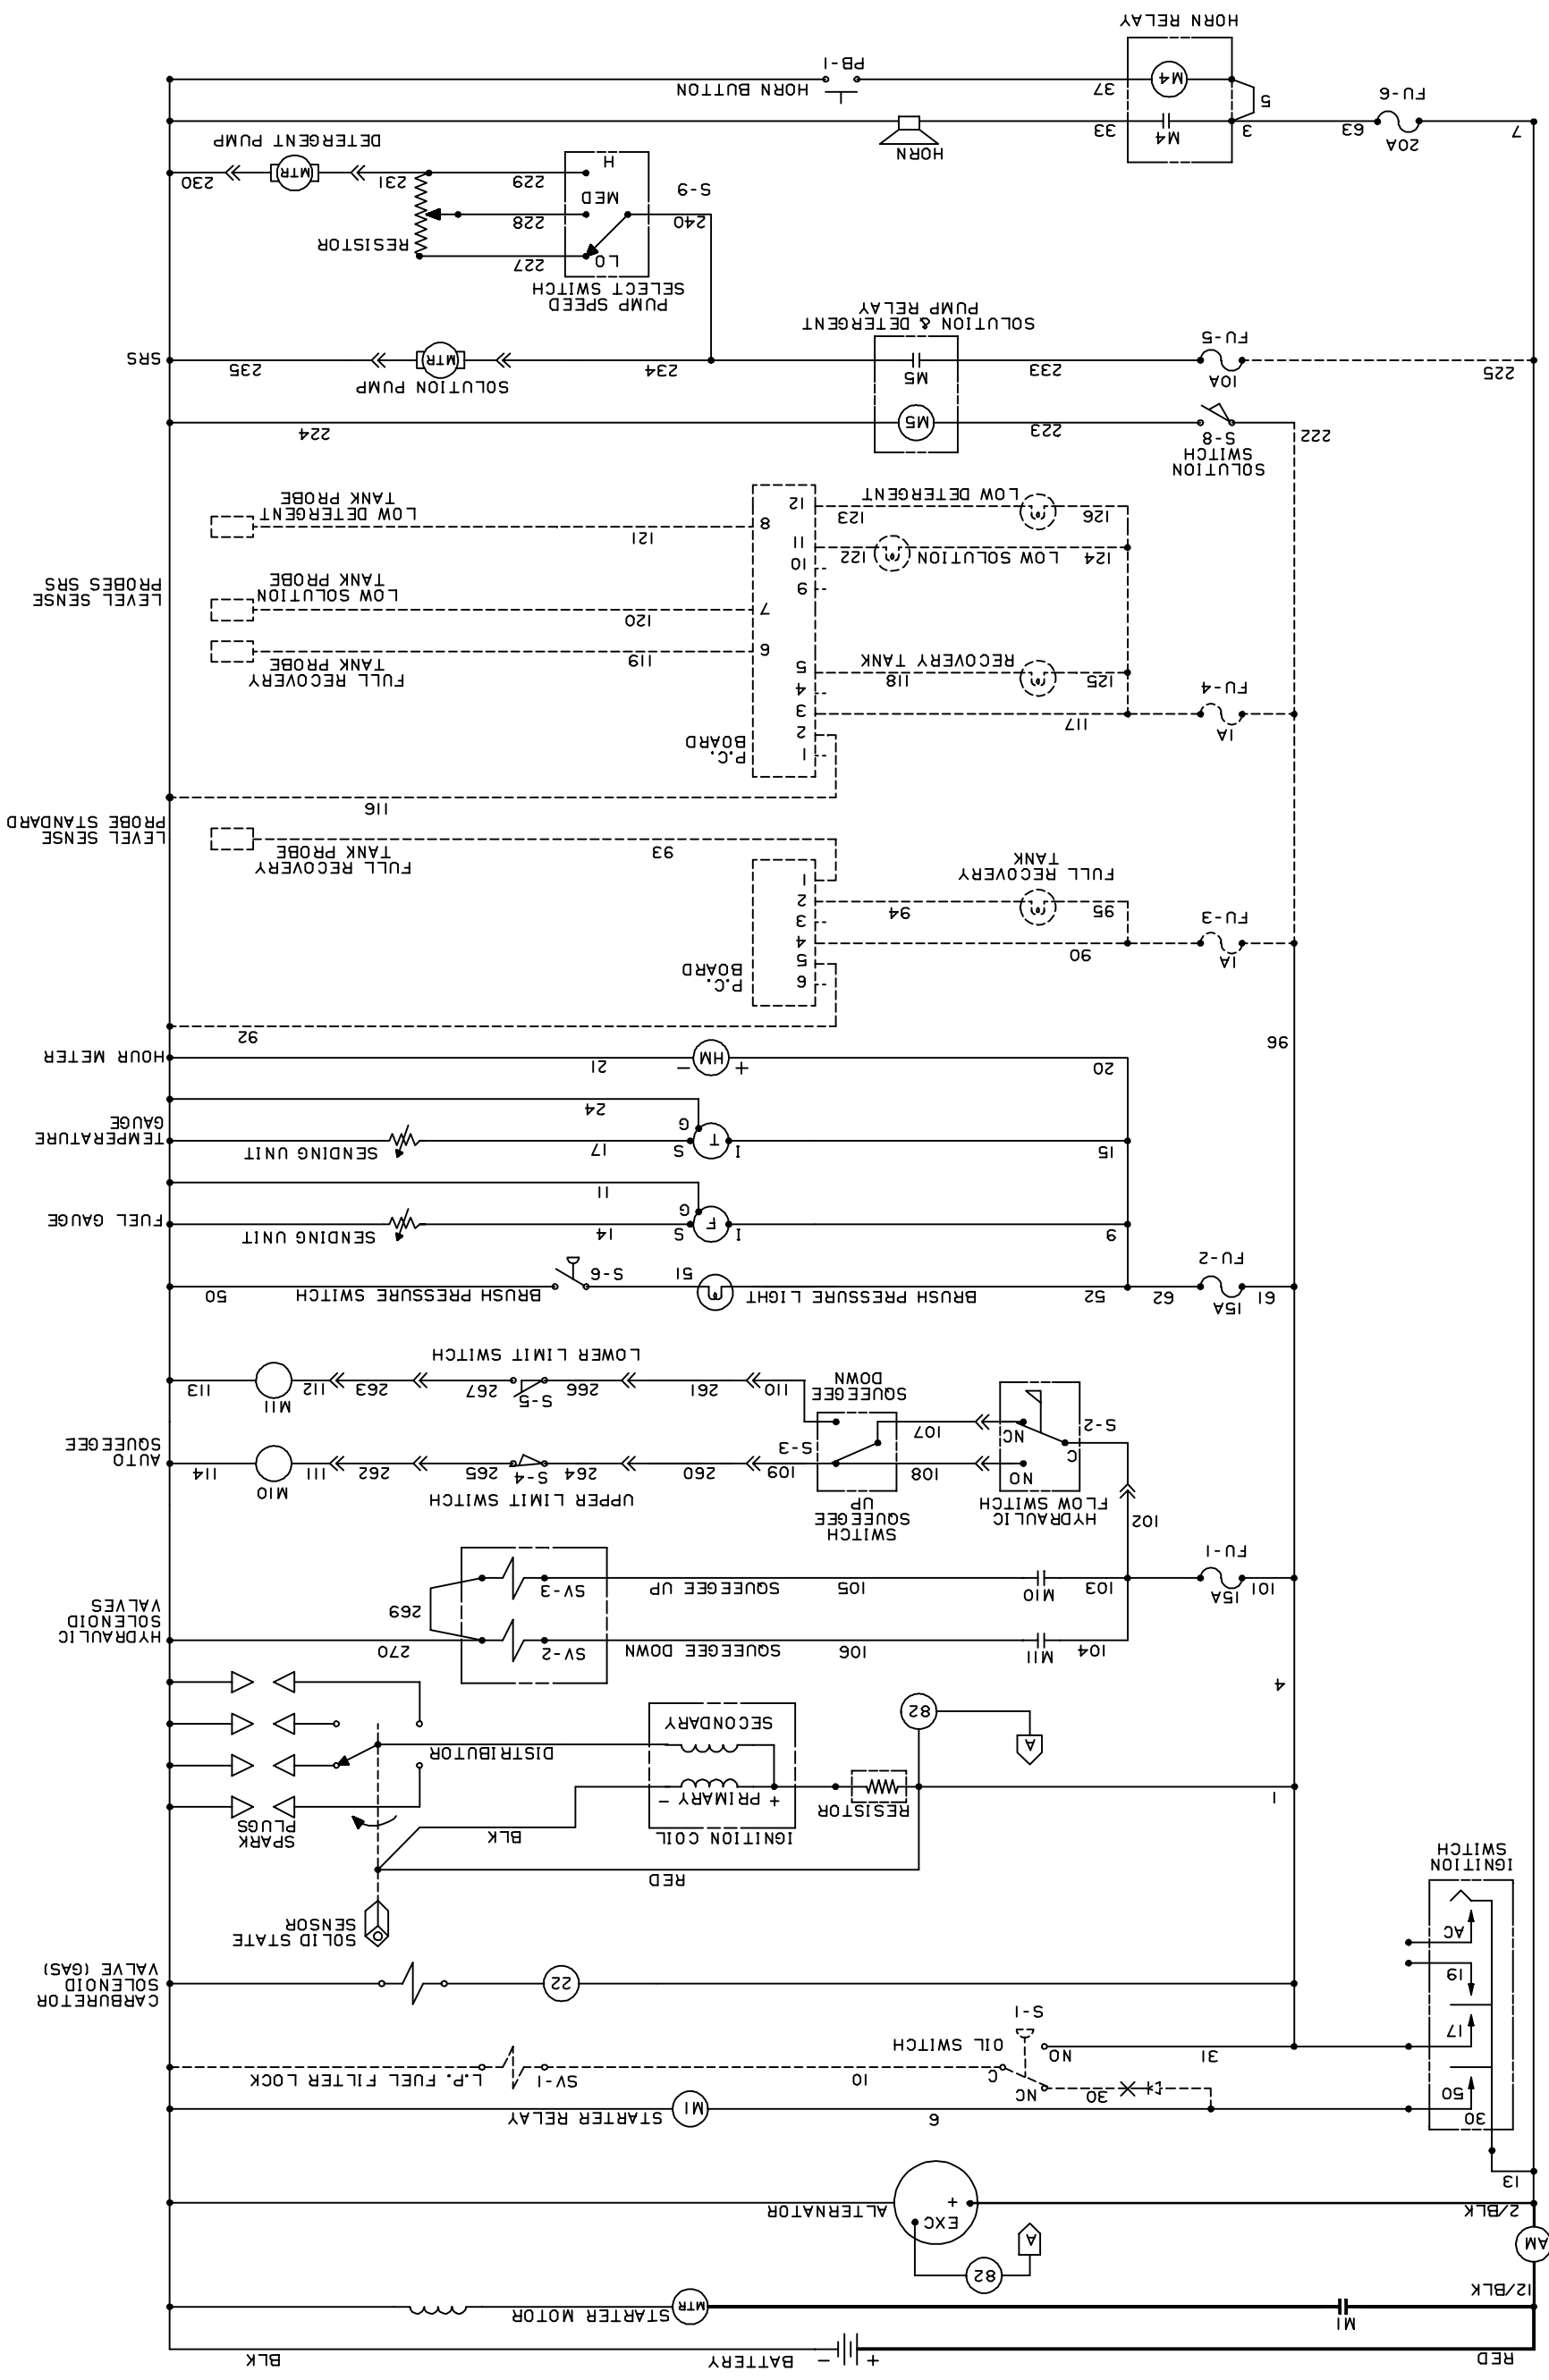 RED
+
BATTERY
-
BLK
12/BLK
M1
MTR
STARTER MOTOR
AM
82
A
2/BLK
EXC
+
ALTERNATOR
13
30
50
6
M1
STARTER RELAY
NC
30
C
10
SV-1
L.P. FUEL FILTER LOCK
17
31
NO
OIL SWITCH
S-1
19
22
CARBURETOR
SOLENOID
VALVE (GAS)
AC
SOLID STATE
SENSOR
IGNITION
SWITCH
RED
BLK
IGNITION COIL
SPARK
PLUGS
1
RESISTOR
+ PRIMARY -
A
82
SECONDARY
DISTRIBUTOR
4
104
M11
106
SQUEEGEE DOWN
SV-2
270
HYDRAULIC
SOLENOID
VALVES
269
101
15A
FU-1
103
M10
105
SQUEEGEE UP
SV-3
102
HYDRAULIC
FLOW SWITCH
SWITCH
SQUEEGEE
UP
UPPER LIMIT SWITCH
M10
NO
108
109
260
264
S-4
265
262
111
114
AUTO
SQUEEGEE
S-2
C
NC
107
S-3
SQUEEGEE
DOWN
110
261
266
S-5
267
263
112
M11
113
LOWER LIMIT SWITCH
61
15A
FU-2
62
52
BRUSH PRESSURE LIGHT
51
S-6
BRUSH PRESSURE SWITCH
50
9
I
F
S
G
14
SENDING UNIT
FUEL GAUGE
11
15
I
T
S
G
17
SENDING UNIT
TEMPERATURE
GAUGE
24
20
+
HM
-
21
HOUR METER
96
92
6
5
4
3
2
1
P.C.
BOARD
1A
FU-3
90
95
94
FULL RECOVERY
TANK
93
FULL RECOVERY
TANK PROBE
LEVEL SENSE
PROBE STANDARD
116
1
2
3
4
5
P.C.
BOARD
1A
FU-4
117
125
118
RECOVERY TANK
6
119
FULL RECOVERY
TANK PROBE
7
120
LOW SOLUTION
TANK PROBE
LEVEL SENSE
PROBES SRS
9
10
11
124
LOW SOLUTION
122
12
126
123
LOW DETERGENT
8
121
LOW DETERGENT
TANK PROBE
222
SOLUTION
SWITCH
S-8
223
M5
224
225
10A
FU-5
233
M5
SOLUTION & DETERGENT
PUMP RELAY
234
SOLUTION PUMP
MTR
235
SRS
PUMP SPEED
SELECT SWITCH
LO
227
RESISTOR
240
S-9
MED
228
H
229
231
MTR
230
DETERGENT PUMP
7
20A
FU-6
63
3
5
M4
33
HORN
M4
37
HORN BUTTON
PB-1
HORN RELAY